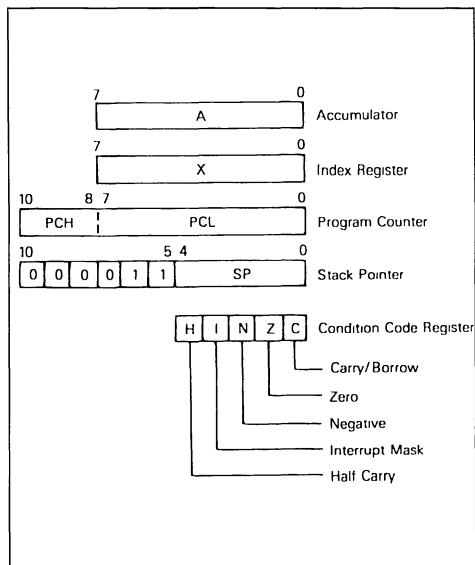 7 0
A Accumulator
7 0
X Index Register
10 8 7 0
PCH PCL Program Counter
10 5 4 0
0 0 0 0 1 1 SP Stack Pointer
H I N Z C Condition Code Register
Carry/Borrow
Zero
Negative
Interrupt Mask
Half Carry